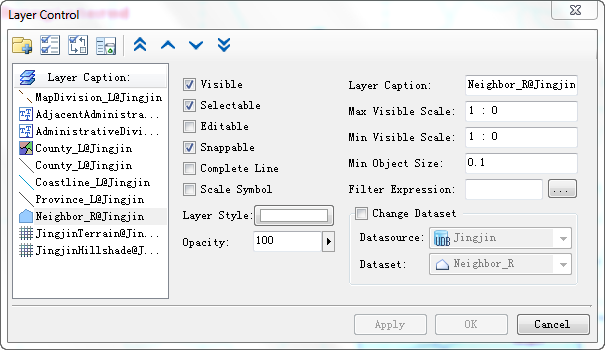 Layer Control
Layer Caption:
MapDivision_L@Jingjin
AdjacentAdministra...
AdministrativeDivi...
County_L@Jingjin
County_L@Jingjin
Coastline_L@Jingjin
Province_L@Jingjin
Neighbor_R@Jingjin
JingjinTerrain@Jin...
JingjinHillshade@J...
Visible
Selectable
Editable
Snappable
Complete Line
Scale Symbol
Layer Style:
Opacity: 100
Layer Caption: Neighbor_R@Jingjin
Max Visible Scale: 1 : 0
Min Visible Scale: 1 : 0
Min Object Size: 0.1
Filter Expression: ...
Change Dataset
Datasource: UDB Jingjin
Dataset: Neighbor_R
Apply OK Cancel